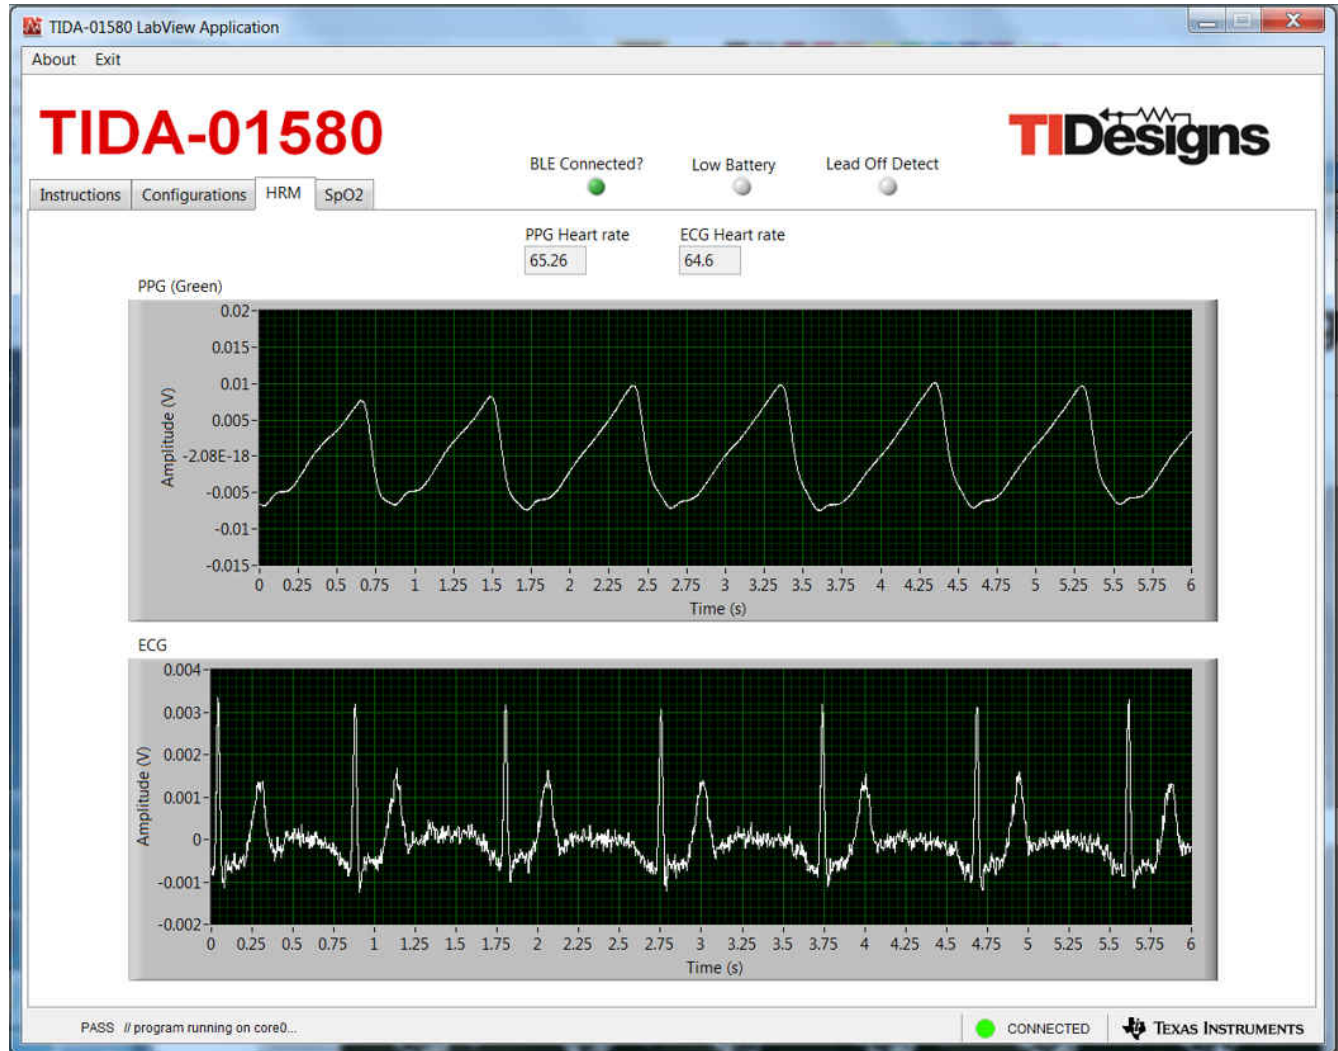 TIDA-01580 LabView Application
About Exit
TIDA-01580
TIDesigns
BLE Connected? Low Battery Lead Off Detect
Instructions Configurations HRM SpO2
PPG Heart rate ECG Heart rate
65.26 64.6
PPG (Green)
0.02
0.015
0.01
0.005
-2.08E-18
-0.005
-0.01
-0.015
Amplitude (V)
0 0.25 0.5 0.75 1 1.25 1.5 1.75 2 2.25 2.5 2.75 3 3.25 3.5 3.75 4 4.25 4.5 4.75 5 5.25 5.5 5.75 6
Time (s)
ECG
0.004
0.003
0.002
0.001
0
-0.001
-0.002
Amplitude (V)
0 0.25 0.5 0.75 1 1.25 1.5 1.75 2 2.25 2.5 2.75 3 3.25 3.5 3.75 4 4.25 4.5 4.75 5 5.25 5.5 5.75 6
Time (s)
PASS // program running on core0... CONNECTED TEXAS INSTRUMENTS